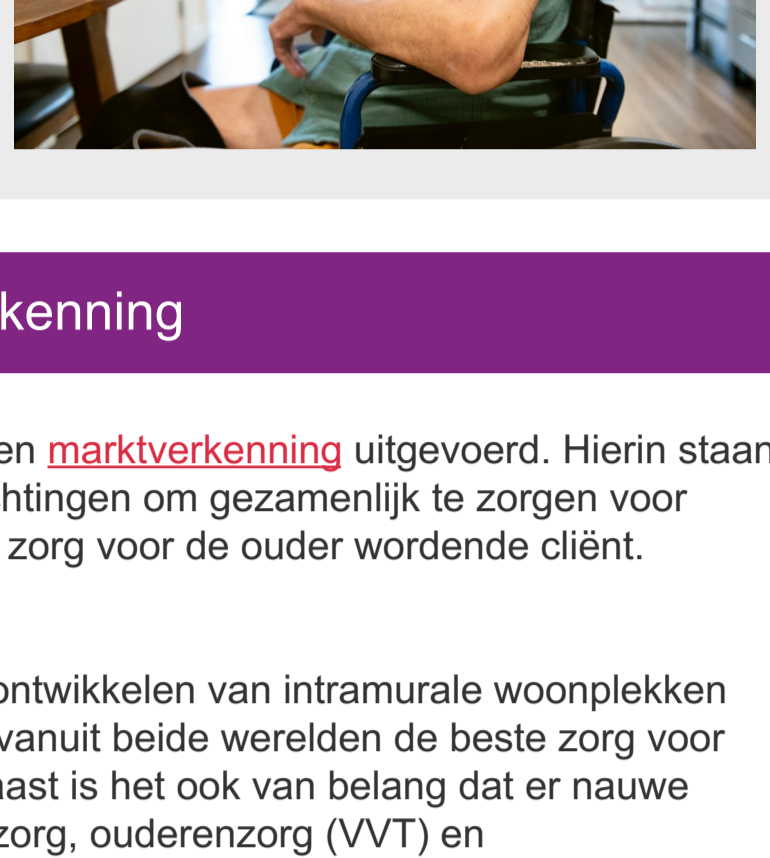 kenning
en marktverkenning uitgevoerd. Hierin staan
htingen om gezamenlijk te zorgen voor
zorg voor de ouder wordende cliënt.
ontwikkelen van intramurale woonplekken
vanuit beide werelden de beste zorg voor
aast is het ook van belang dat er nauwe
zorg, ouderenzorg (VVT) en